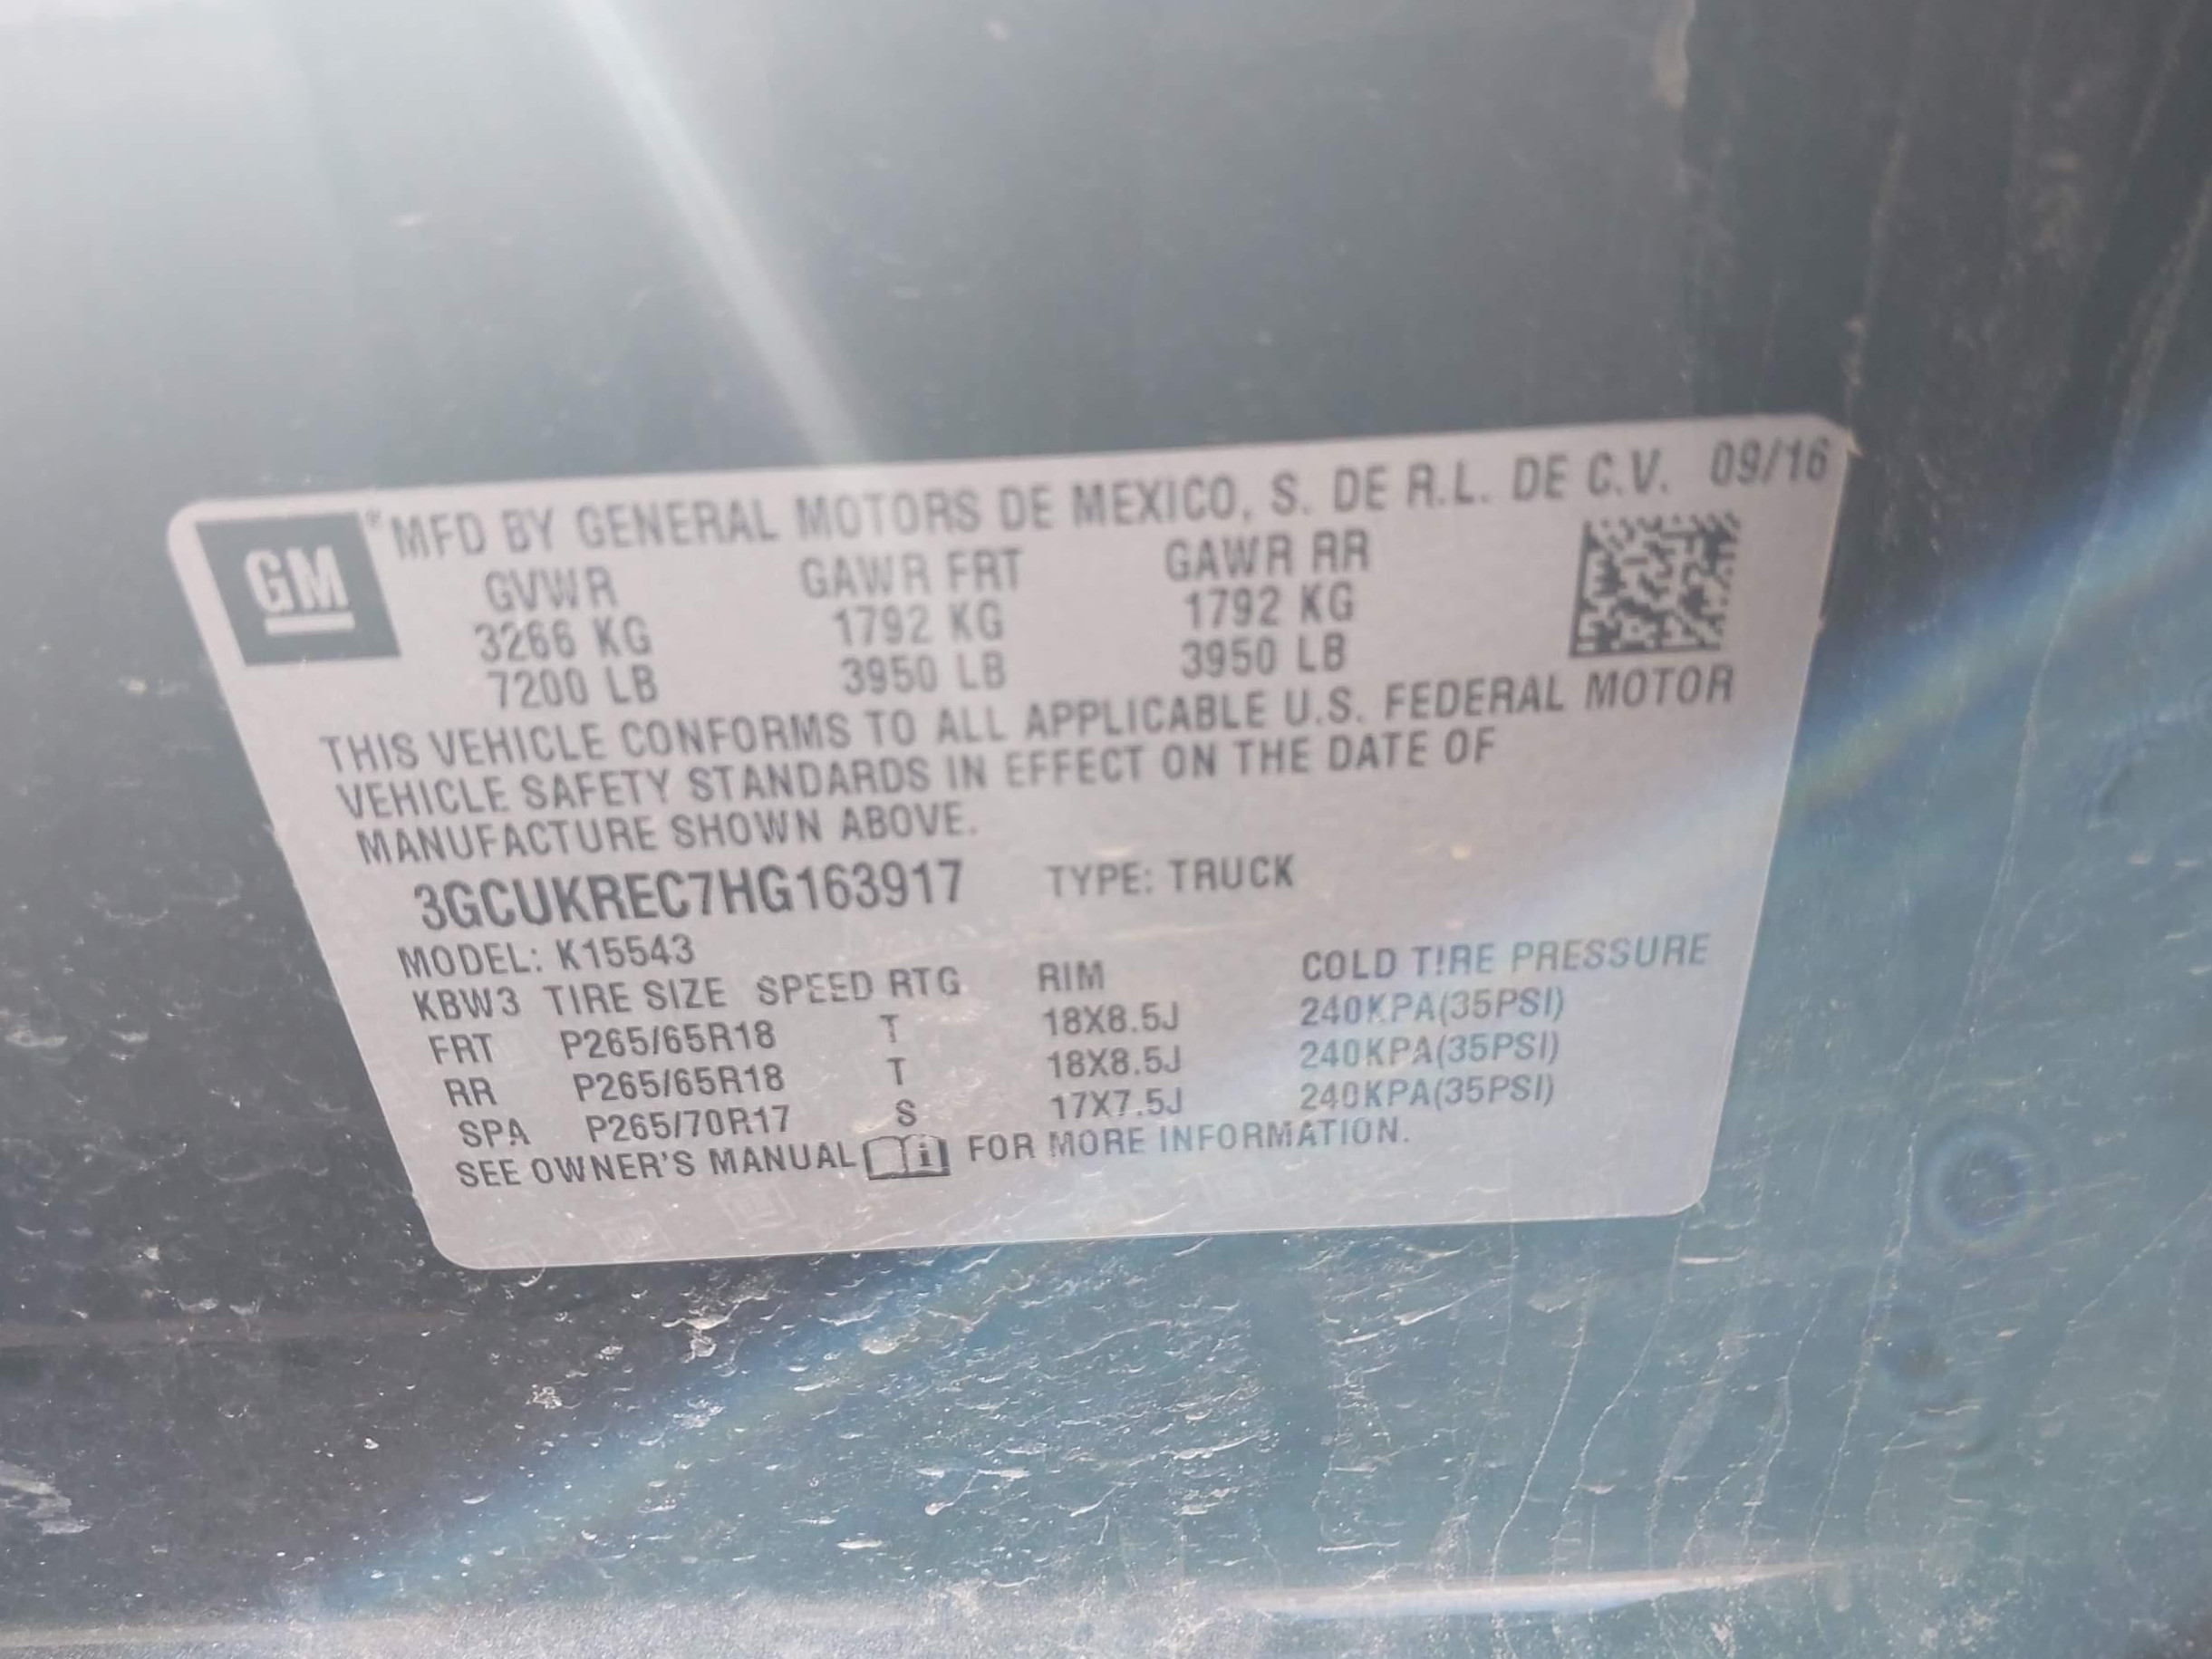 GM ® MFD BY GENERAL MOTORS DE MEXICO, S. DE R.L. DE C.V. 09/16
GVWR GAWR FRT GAWR RR
3266 KG 1792 KG 1792 KG
7200 LB 3950 LB 3950 LB
THIS VEHICLE CONFORMS TO ALL APPLICABLE U.S. FEDERAL MOTOR
VEHICLE SAFETY STANDARDS IN EFFECT ON THE DATE OF
MANUFACTURE SHOWN ABOVE.
3GCUKREC7HG163917 TYPE: TRUCK
MODEL: K15543
KBW3 TIRE SIZE SPEED RTG RIM COLD TIRE PRESSURE
FRT P265/65R18 T 18X8.5J 240KPA(35PSI)
RR P265/65R18 T 18X8.5J 240KPA(35PSI)
SPA P265/70R17 S 17X7.5J 240KPA(35PSI)
SEE OWNER'S MANUAL i FOR MORE INFORMATION.